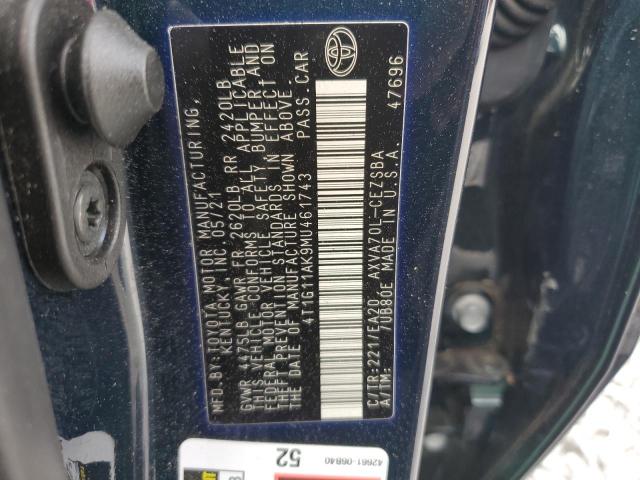 MFD.BY:TOYOTA MOTOR MANUFACTURING,
KENTUCKY, INC. 05/21
GVWR 4475LB GAWR FR 2620LB RR 2420LB
THIS VEHICLE CONFORMS TO ALL APPLICABLE
FEDERAL MOTOR VEHICLE SAFETY, BUMPER AND
THEFT PREVENTION STANDARDS IN EFFECT ON
THE DATE OF MANUFACTURE SHOWN ABOVE.
4T1G11AK9MU461743 PASS.CAR
C/TR:221/EA20 AXVA70L-CEZSBA
A/TM: 70B80E MADE IN U.S.A. 47696
52
42661-06B40